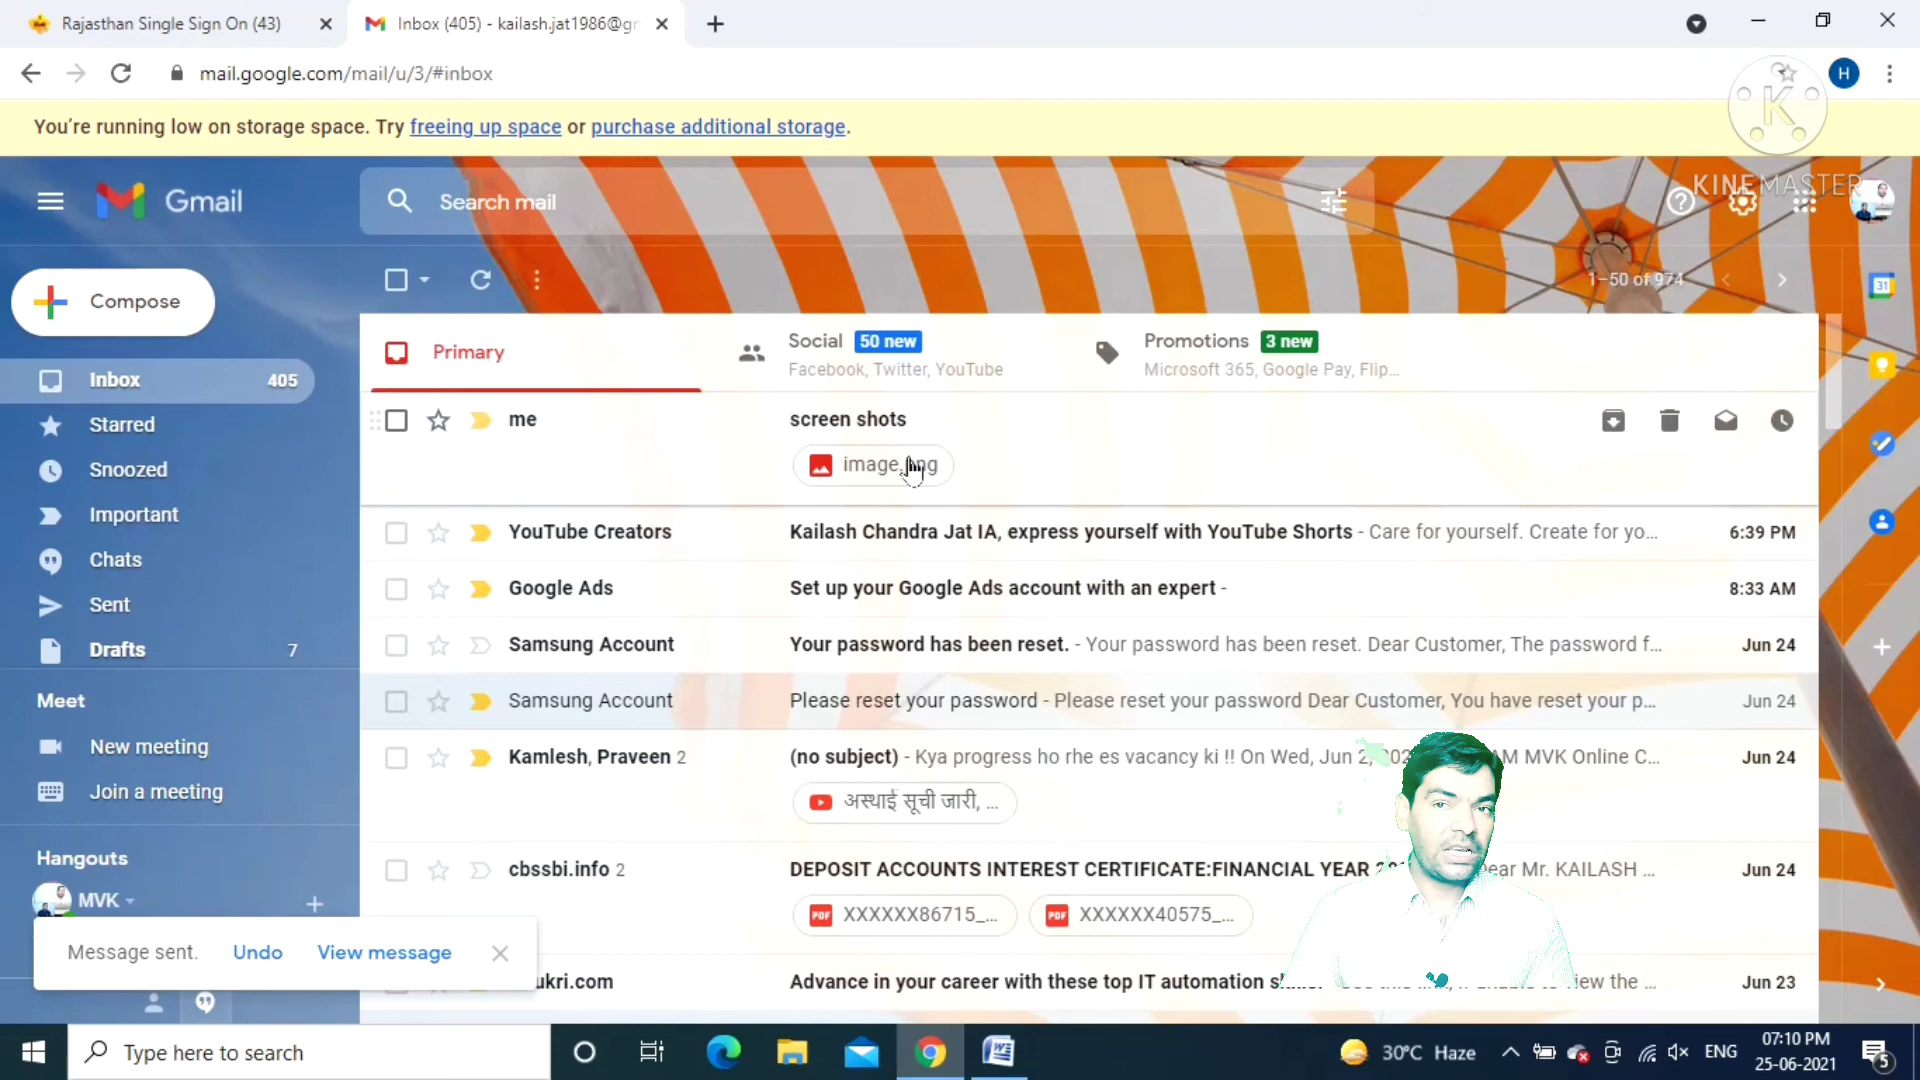 Rajasthan Single Sign On (43)
Inbox (405) - kailash.jat1986@gm
mail.google.com/mail/u/3/#inbox
H
You're running low on storage space. Try freeing up space or purchase additional storage.
K
KINEMASTER
Gmail
Search mail
Compose
1–50 of 974
31
Primary
Social 50 new
Facebook, Twitter, YouTube
Promotions 3 new
Microsoft 365, Google Pay, Flip...
Inbox 405
Starred
Snoozed
Important
Chats
Sent
Drafts 7
Meet
New meeting
Join a meeting
Hangouts
MVK
me screen shots
image.png
YouTube Creators Kailash Chandra Jat IA, express yourself with YouTube Shorts - Care for yourself. Create for yo... 6:39 PM
Google Ads Set up your Google Ads account with an expert - 8:33 AM
Samsung Account Your password has been reset. - Your password has been reset. Dear Customer, The password f... Jun 24
Samsung Account Please reset your password - Please reset your password Dear Customer, You have reset your p... Jun 24
Kamlesh, Praveen 2 (no subject) - Kya progress ho rhe es vacancy ki !! On Wed, Jun 2, AM MVK Online C... Jun 24
अस्थाई सूची जारी, ...
cbssbi.info 2 DEPOSIT ACCOUNTS INTEREST CERTIFICATE:FINANCIAL YEAR Dear Mr. KAILASH ... Jun 24
PDF XXXXXX86715_... PDF XXXXXX40575_...
ukri.com Advance in your career with these top IT automation the ... Jun 23
Message sent. Undo View message
Type here to search
30°C Haze
ENG
07:10 PM
25-06-2021
5